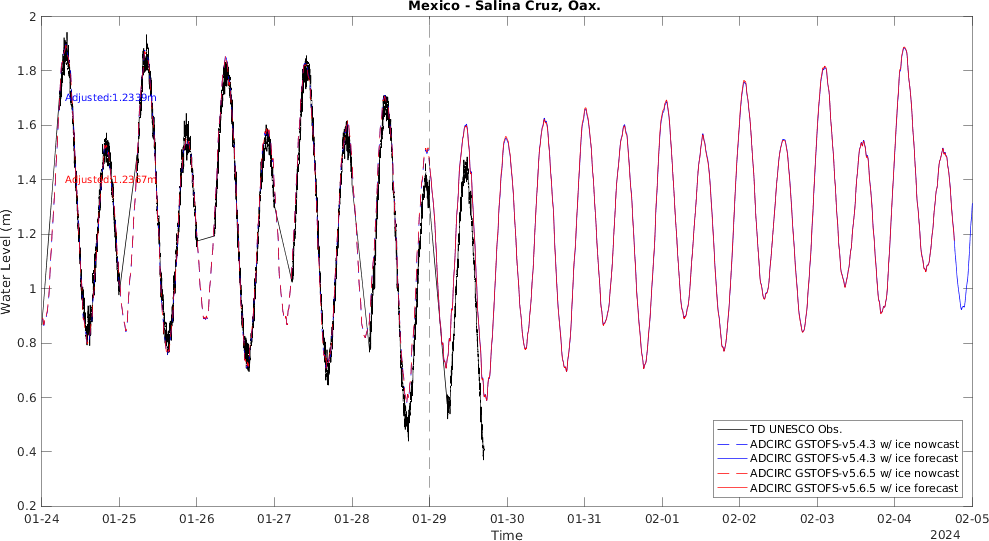 Mexico - Salina Cruz, Oax.
Water Level (m)
2
1.8
1.6
1.4
1.2
1
0.8
0.6
0.4
0.2
Adjusted:1.2339m
Adjusted:1.2367m
TD UNESCO Obs.
ADCIRC GSTOFS-v5.4.3 w/ ice nowcast
ADCIRC GSTOFS-v5.4.3 w/ ice forecast
ADCIRC GSTOFS-v5.6.5 w/ ice nowcast
ADCIRC GSTOFS-v5.6.5 w/ ice forecast
01-24 01-25 01-26 01-27 01-28 01-29 01-30 01-31 02-01 02-02 02-03 02-04 02-05
Time
2024